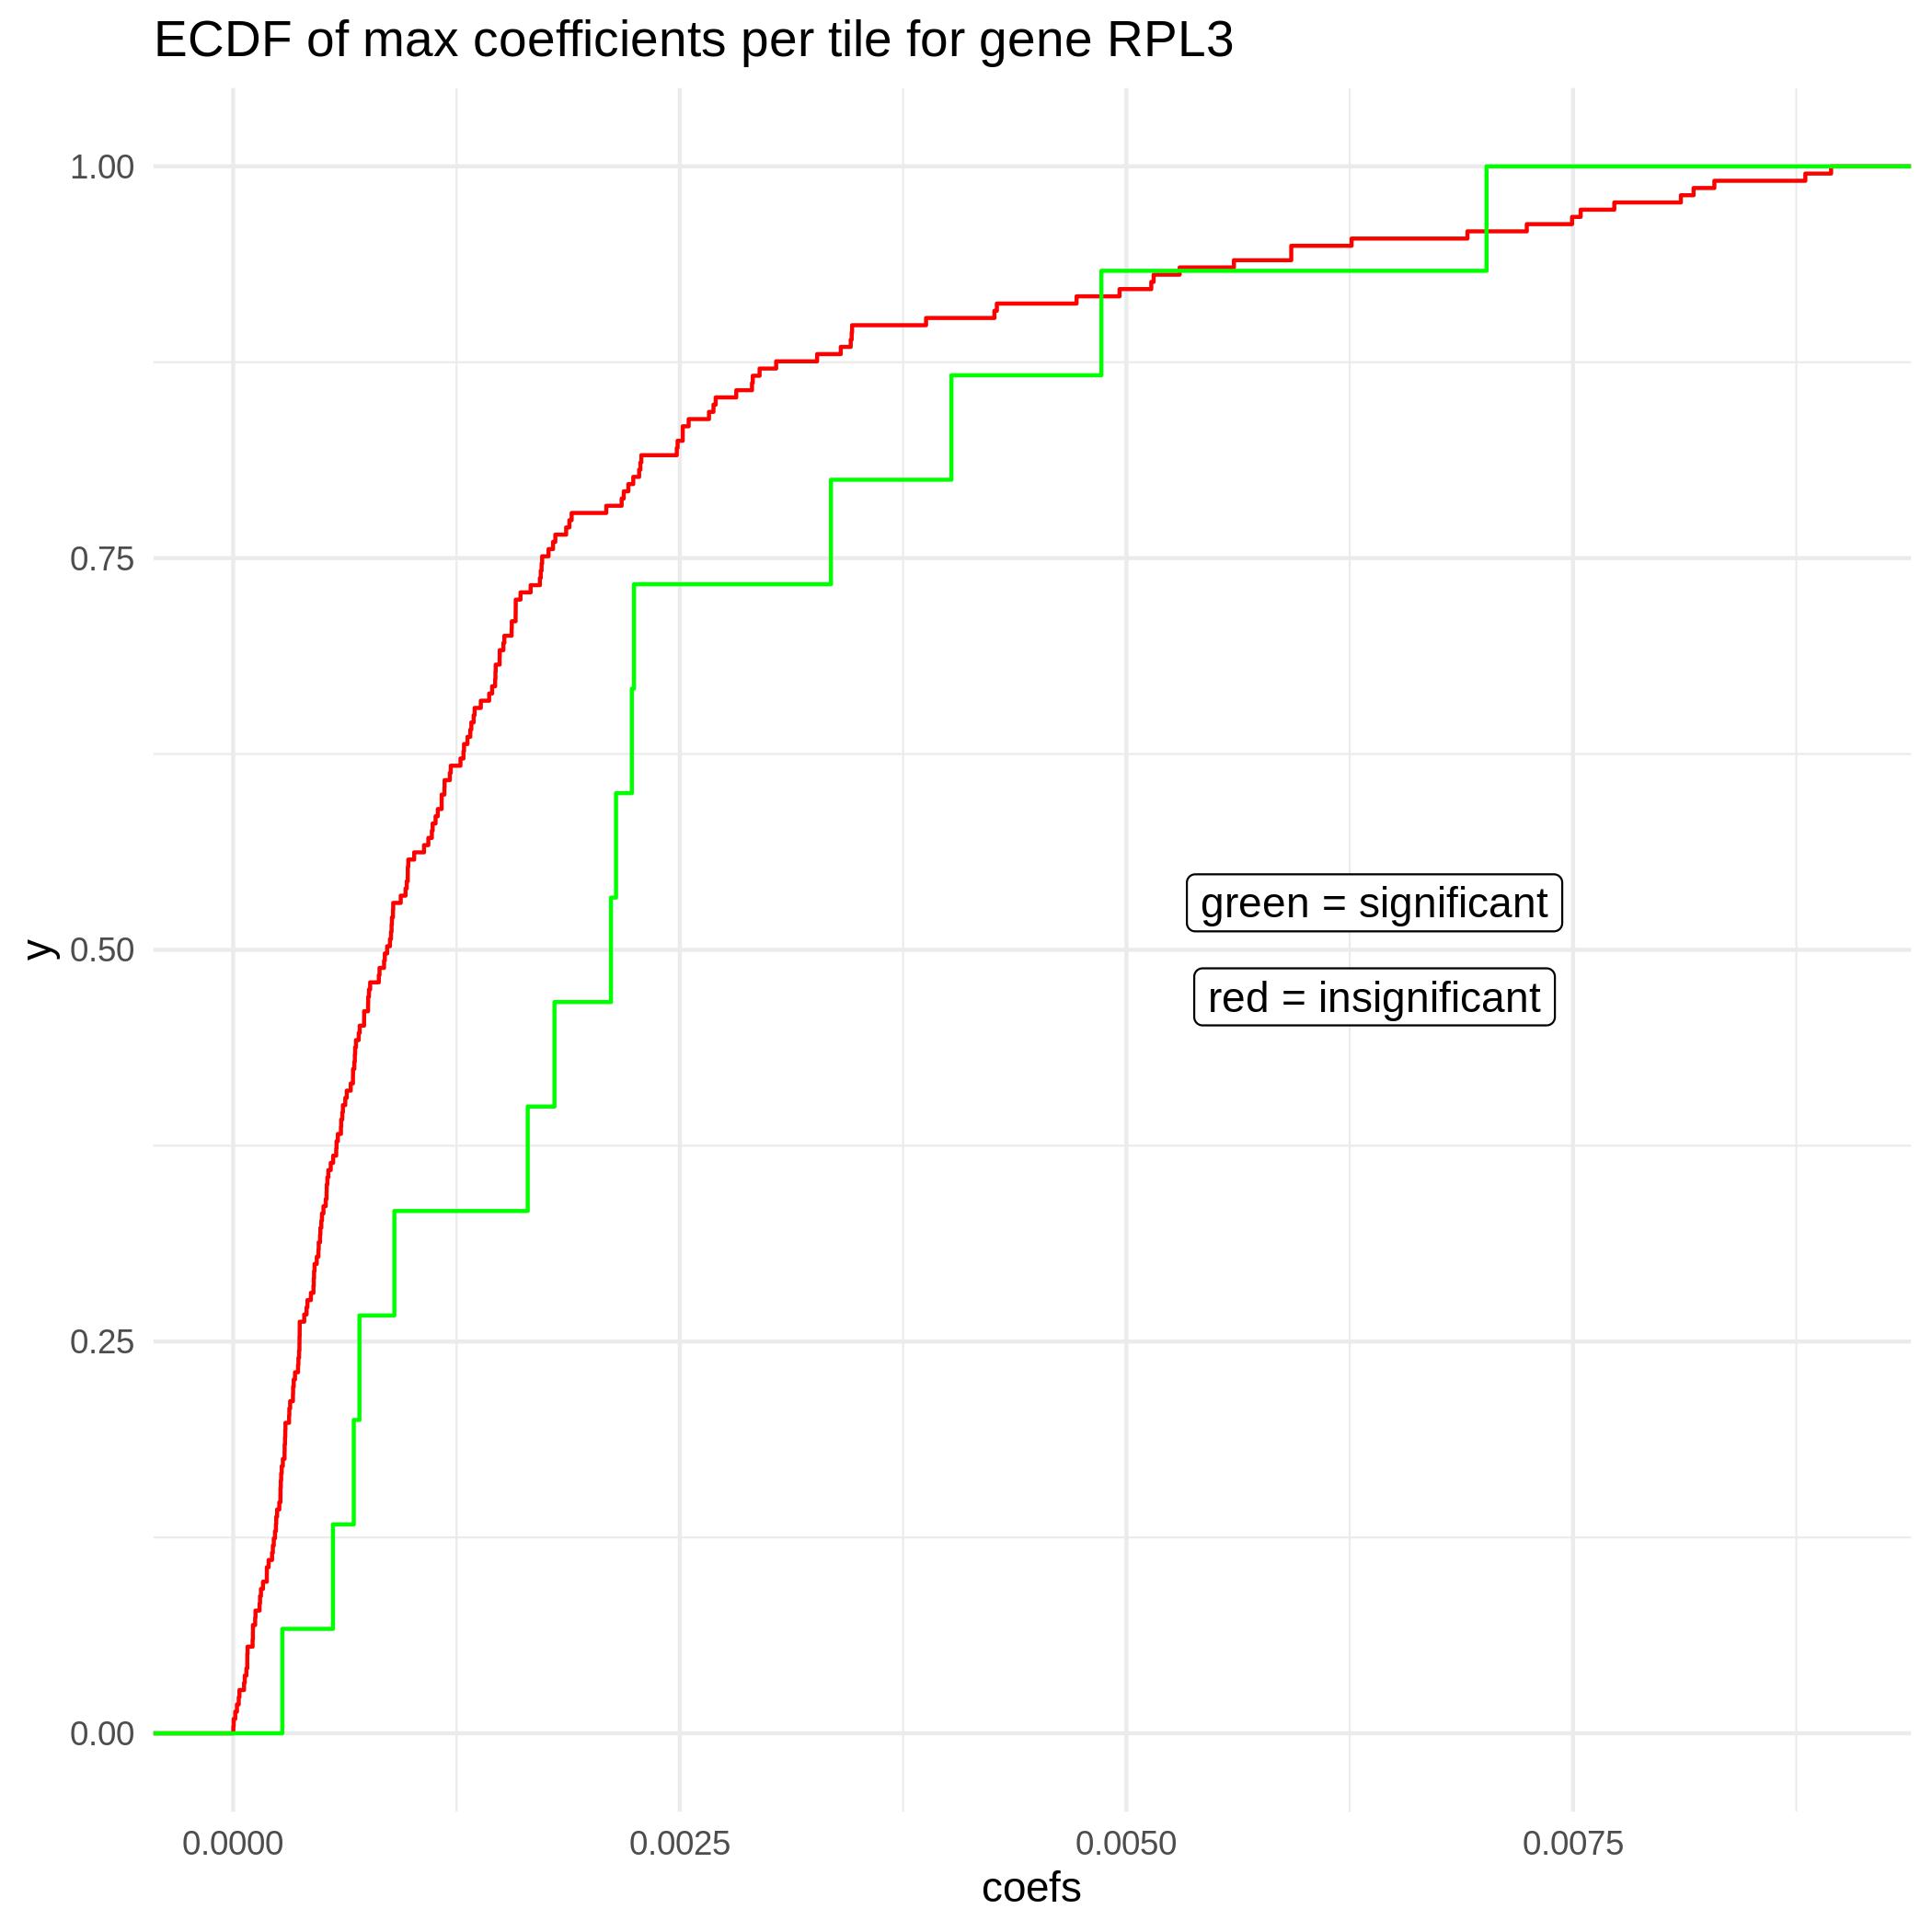 ECDF of max coefficients per tile for gene RPL3
1.00
0.75
0.50
0.25
0.00
y
green = significant
red = insignificant
0.0000 0.0025 0.0050 0.0075
coefs